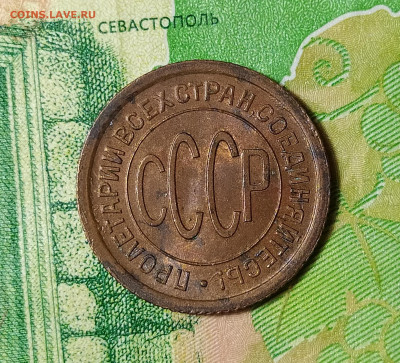 COINS.LAVE.RU
СЕВАСТОПОЛЬ
ПРОЛЕТАРИИ ВСЕХ СТРАН, СОЕДИНЯЙТЕСЬ!
СССР